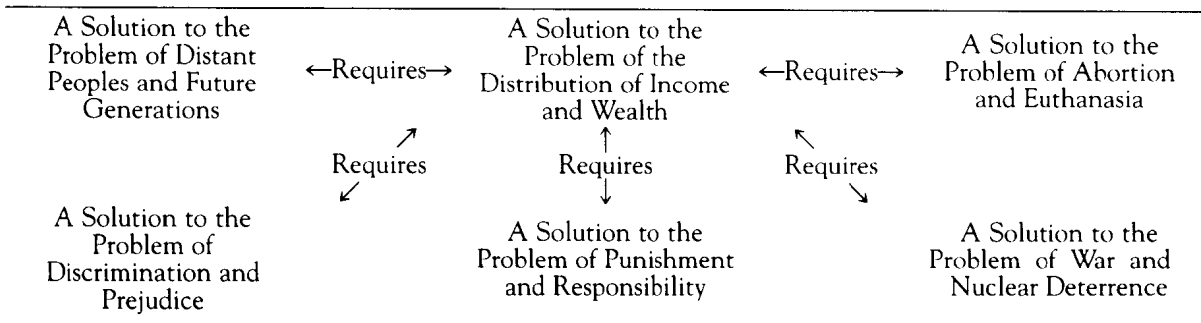 A Solution to the
Problem of Distant
Peoples and Future
Generations
←Requires→
A Solution to the
Problem of the
Distribution of Income
and Wealth
←Requires→
A Solution to the
Problem of Abortion
and Euthanasia
Requires
Requires
Requires
A Solution to the
Problem of
Discrimination and
Prejudice
A Solution to the
Problem of Punishment
and Responsibility
A Solution to the
Problem of War and
Nuclear Deterrence